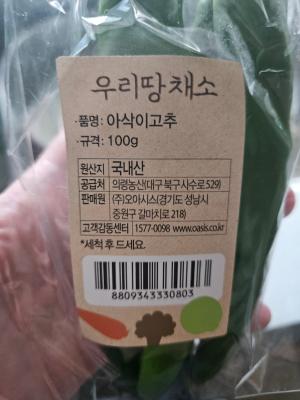 우리땅채소
·품명: 아삭이고추
·규격: 100g
원산지 국내산
공급처 의령농산(대구 북구 사수로 529)
판매원 (주)오아시스(경기도 성남시
중원구 갈마치로 218)
고객감동센터 1577-0098 www.oasis.co.kr
*세척 후 드세요.
8809343330803